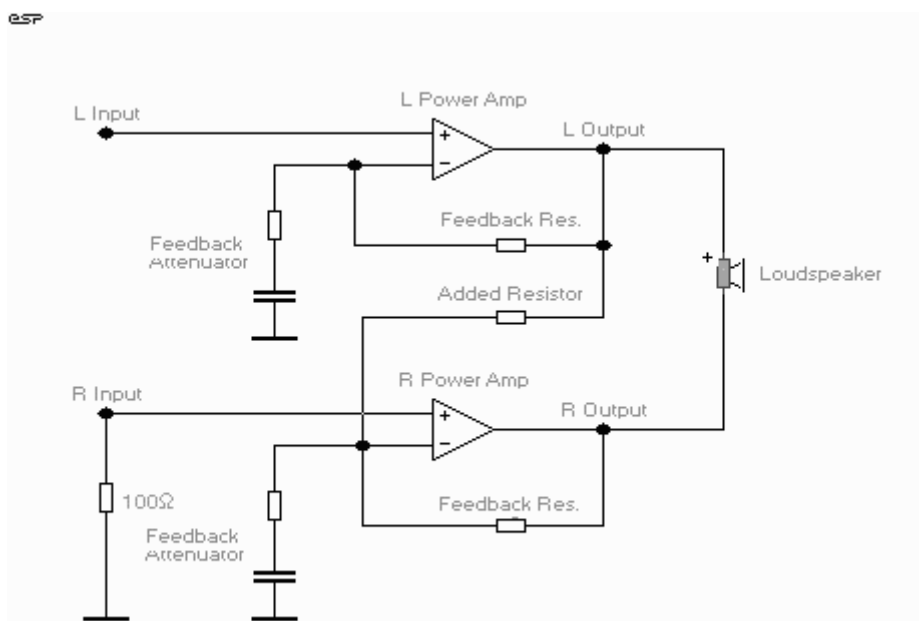 esp
L Power Amp
L Input
L Output
+
−
Feedback Res.
Feedback
Attenuator
+
Loudspeaker
Added Resistor
R Power Amp
R Input
R Output
+
−
100Ω
Feedback Res.
Feedback
Attenuator